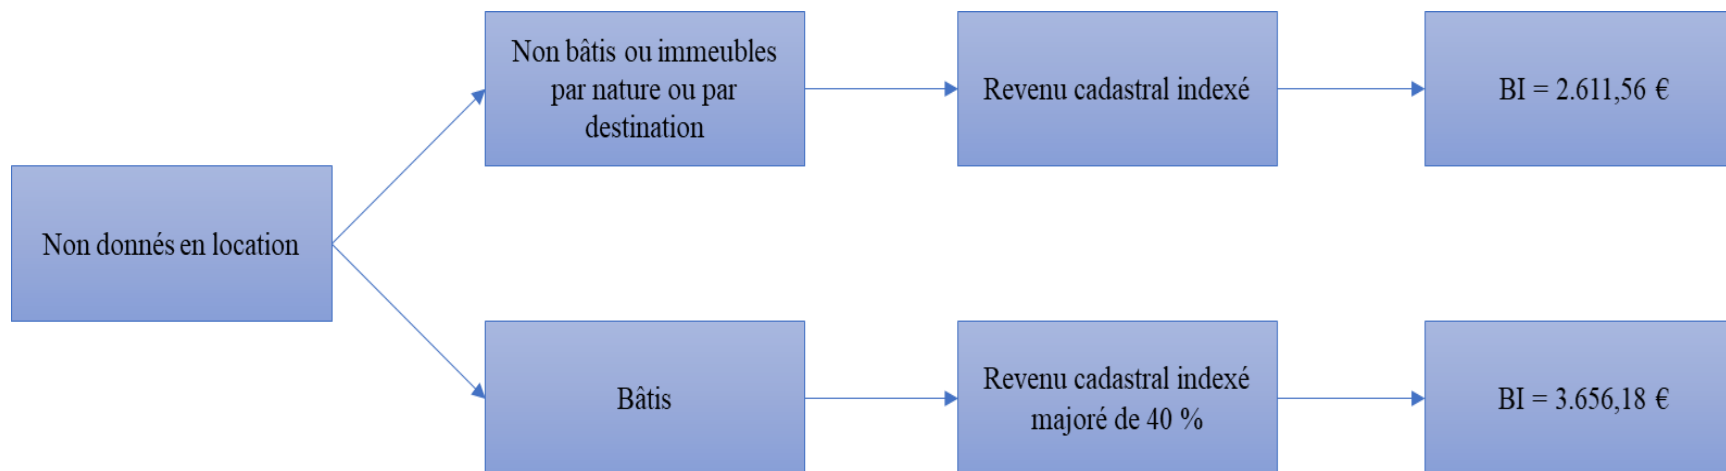 Non donnés en location
Non bâtis ou immeubles
par nature ou par
destination
Revenu cadastral indexé
BI = 2.611,56 €
Bâtis
Revenu cadastral indexé
majoré de 40 %
BI = 3.656,18 €